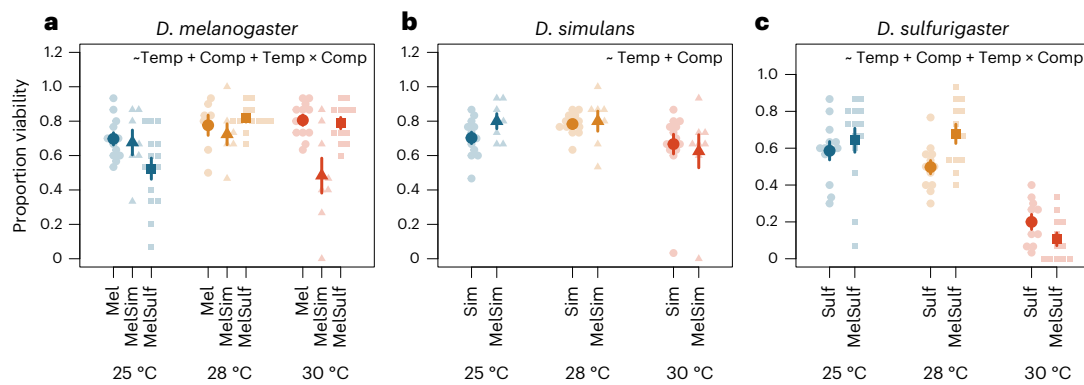 a D. melanogaster
~Temp + Comp + Temp × Comp
Proportion viability
1.2
1.0
0.8
0.6
0.4
0.2
0
Mel
MelSim
MelSulf
Mel
MelSim
MelSulf
Mel
MelSim
MelSulf
25 °C 28 °C 30 °C
b D. simulans
~ Temp + Comp
1.2
1.0
0.8
0.6
0.4
0.2
0
Sim
MelSim
Sim
MelSim
Sim
MelSim
25 °C 28 °C 30 °C
c D. sulfurigaster
~ Temp + Comp + Temp × Comp
1.0
0.8
0.6
0.4
0.2
0
Sulf
MelSulf
Sulf
MelSulf
Sulf
MelSulf
25 °C 28 °C 30 °C